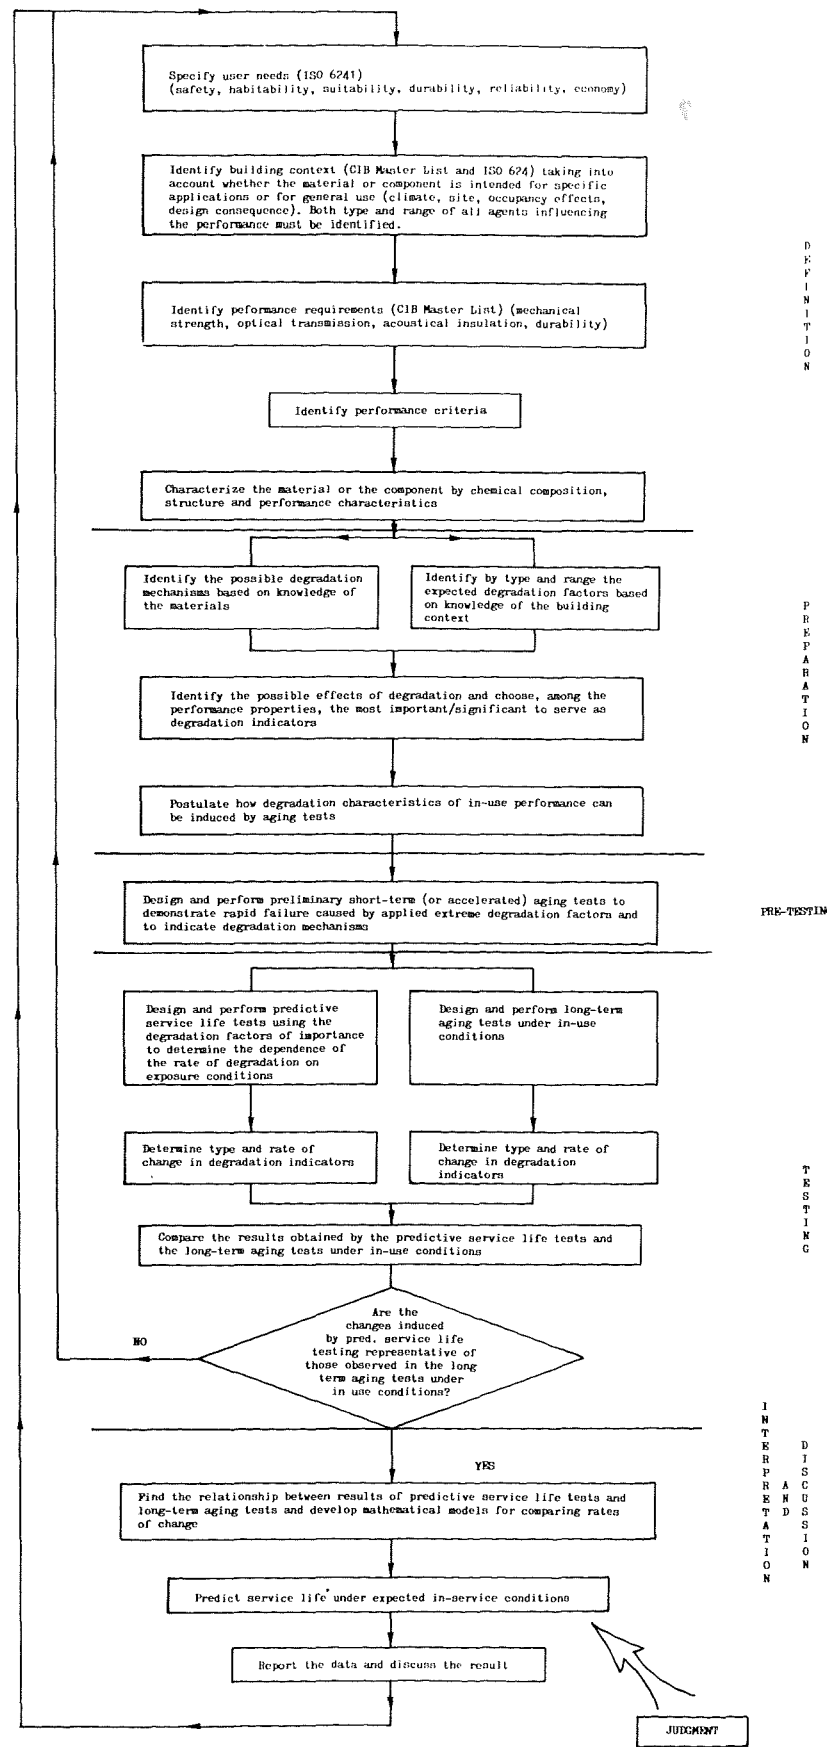 Specify user needs (ISO 6241)
(safety, habitability, suitability, durability, reliability, economy)
Identify building context (CIB Master List and ISO 624) taking into
account whether the material or component is intended for specific
applications or for general use (climate, site, occupancy effects,
design consequence). Both type and range of all agents influencing
the performance must be identified.
DEFINITION
Identify peformance requirements (CIB Master List) (mechanical
strength, optical transmission, acoustical insulation, durability)
Identify performance criteria
Characterize the material or the component by chemical composition,
structure and performance characteristics
Identify the possible degradation
mechanisms based on knowledge of
the materials
Identify by type and range the
expected degradation factors based
on knowledge of the building
context
PREPARATION
Identify the possible effects of degradation and choose, among the
performance properties, the most important/significant to serve as
degradation indicators
Postulate how degradation characteristics of in-use performance can
be induced by aging tests
Design and perform preliminary short-term (or accelerated) aging tests to
demonstrate rapid failure caused by applied extreme degradation factors and
to indicate degradation mechanisms
PRE-TESTIN
Design and perform predictive
service life tests using the
degradation factors of importance
to determine the dependence of
the rate of degradation on
exposure conditions
Design and perform long-term
aging tests under in-use
conditions
Determine type and rate of
change in degradation indicators
Determine type and rate of
change in degradation
indicators
TESTING
Compare the results obtained by the predictive service life tests and
the long-term aging tests under in-use conditions
Are the
changes induced
by pred. service life
testing representative of
those observed in the long
term aging tests under
in use conditions?
NO
YES
INTERPRETATION
AND
DISCUSSION
Find the relationship between results of predictive service life tests and
long-term aging tests and develop mathematical models for comparing rates
of change
Predict service life under expected in-service conditions
Report the data and discuss the result
JUDGMENT